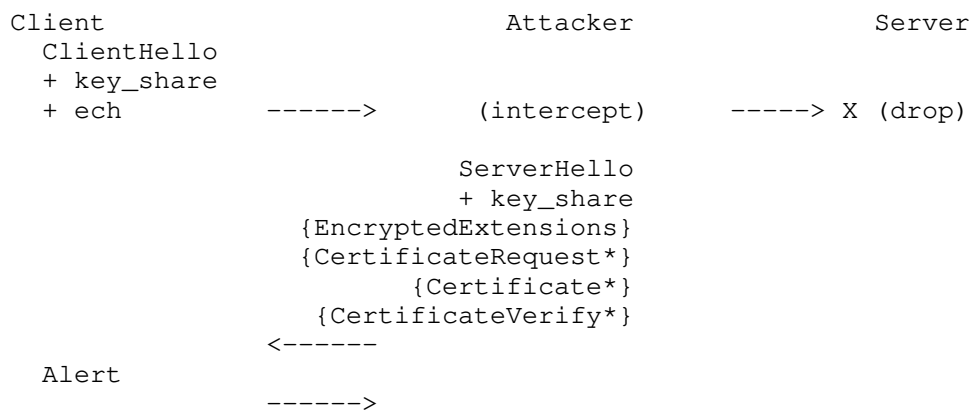 Client Attacker Server
ClientHello
+ key_share
+ ech ------> (intercept) -----> X (drop)
ServerHello
+ key_share
{EncryptedExtensions}
{CertificateRequest*}
{Certificate*}
{CertificateVerify*}
<------
Alert
------>